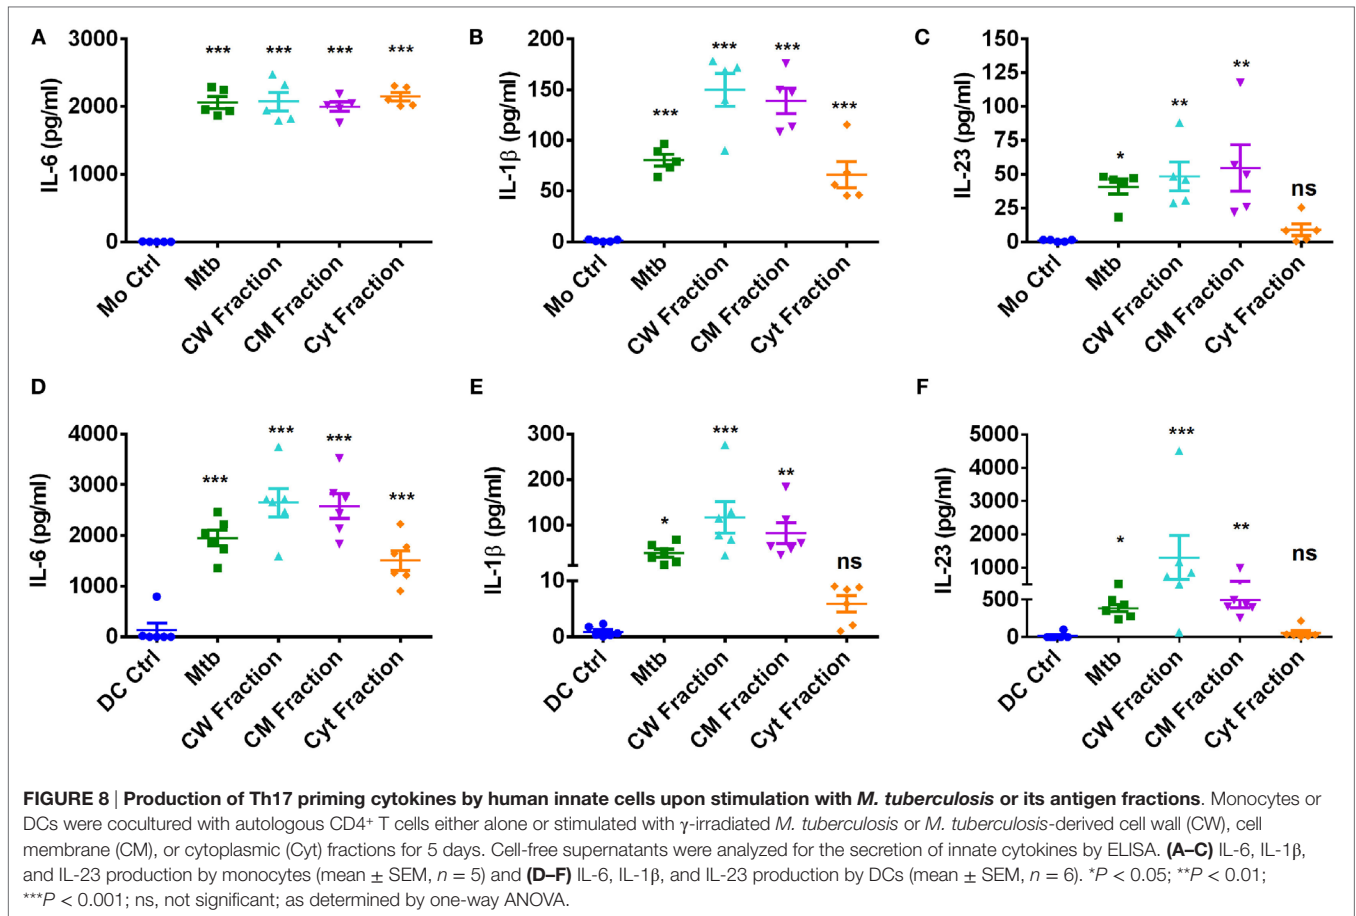 A
IL-6 (pg/ml)
3000
2000
1000
0
***
***
***
***
Mo Ctrl
Mtb
CW Fraction
CM Fraction
Cyt Fraction
B
IL-1β (pg/ml)
200
150
100
50
0
***
***
***
***
Mo Ctrl
Mtb
CW Fraction
CM Fraction
Cyt Fraction
C
IL-23 (pg/ml)
150
125
100
75
50
25
0
*
**
**
ns
Mo Ctrl
Mtb
CW Fraction
CM Fraction
Cyt Fraction
D
IL-6 (pg/ml)
4000
3000
2000
1000
0
***
***
***
***
DC Ctrl
Mtb
CW Fraction
CM Fraction
Cyt Fraction
E
IL-1β (pg/ml)
300
200
100
10
0
*
***
**
ns
DC Ctrl
Mtb
CW Fraction
CM Fraction
Cyt Fraction
F
IL-23 (pg/ml)
5000
4000
3000
2000
1000
500
0
*
***
**
ns
DC Ctrl
Mtb
CW Fraction
CM Fraction
Cyt Fraction
FIGURE 8 | Production of Th17 priming cytokines by human innate cells upon stimulation with M. tuberculosis or its antigen fractions. Monocytes or
DCs were cocultured with autologous CD4⁺ T cells either alone or stimulated with γ-irradiated M. tuberculosis or M. tuberculosis-derived cell wall (CW), cell
membrane (CM), or cytoplasmic (Cyt) fractions for 5 days. Cell-free supernatants were analyzed for the secretion of innate cytokines by ELISA. (A–C) IL-6, IL-1β,
and IL-23 production by monocytes (mean ± SEM, n = 5) and (D–F) IL-6, IL-1β, and IL-23 production by DCs (mean ± SEM, n = 6). *P < 0.05; **P < 0.01;
***P < 0.001; ns, not significant; as determined by one-way ANOVA.